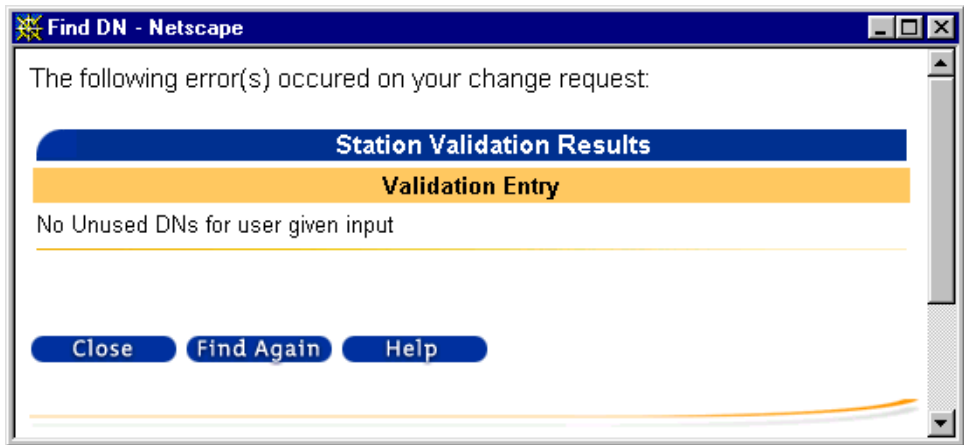 Find DN - Netscape
The following error(s) occured on your change request:
Station Validation Results
Validation Entry
No Unused DNs for user given input
Close Find Again Help